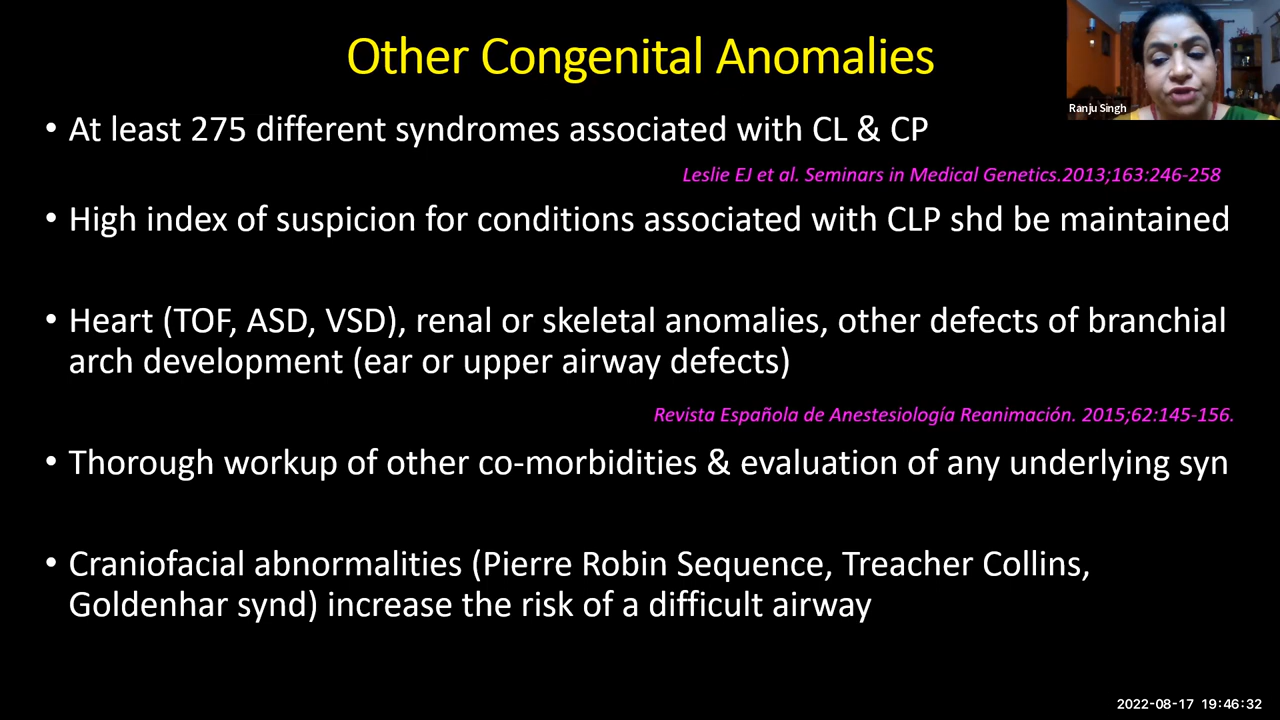 Other Congenital Anomalies
Ranju Singh
• At least 275 different syndromes associated with CL & CP
Leslie EJ et al. Seminars in Medical Genetics.2013;163:246-258
• High index of suspicion for conditions associated with CLP shd be maintained
• Heart (TOF, ASD, VSD), renal or skeletal anomalies, other defects of branchial
arch development (ear or upper airway defects)
Revista Española de Anestesiología Reanimación. 2015;62:145-156.
• Thorough workup of other co-morbidities & evaluation of any underlying syn
• Craniofacial abnormalities (Pierre Robin Sequence, Treacher Collins,
Goldenhar synd) increase the risk of a difficult airway
2022-08-17 19:46:32